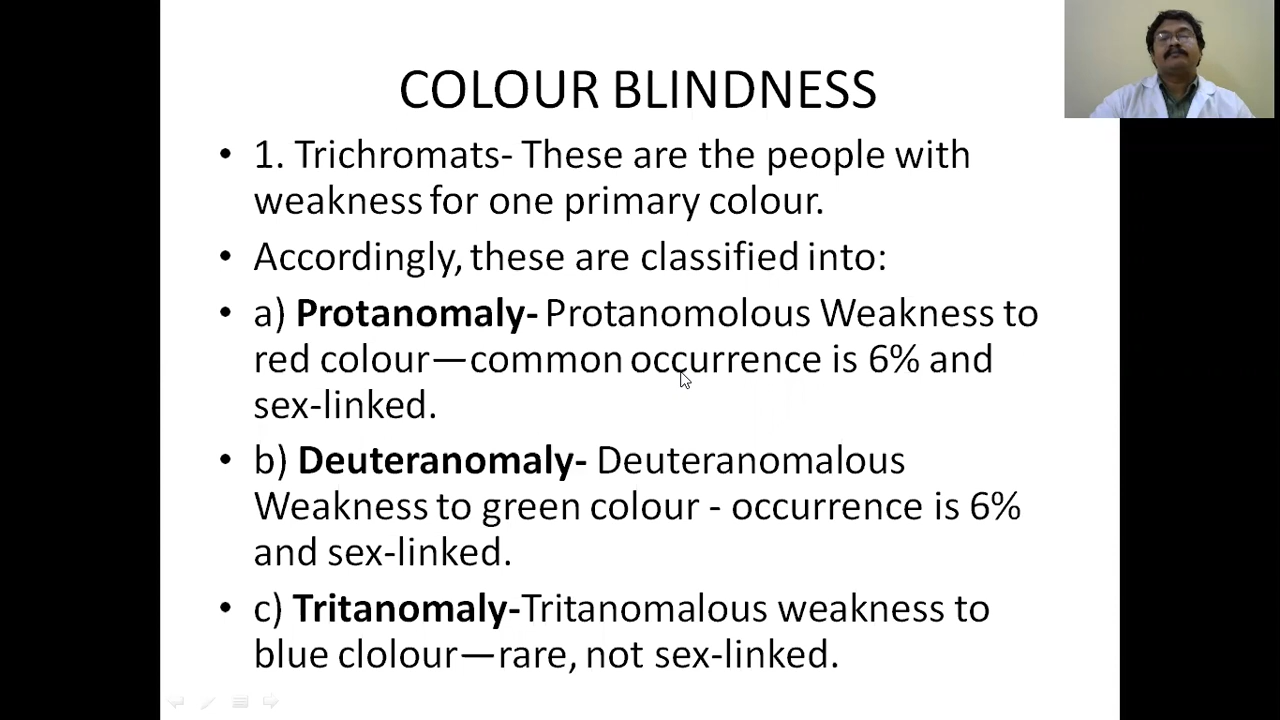 COLOUR BLINDNESS
• 1. Trichromats- These are the people with
weakness for one primary colour.
• Accordingly, these are classified into:
• a) Protanomaly- Protanomolous Weakness to
red colour—common occurrence is 6% and
sex-linked.
• b) Deuteranomaly- Deuteranomalous
Weakness to green colour - occurrence is 6%
and sex-linked.
• c) Tritanomaly-Tritanomalous weakness to
blue clolour—rare, not sex-linked.